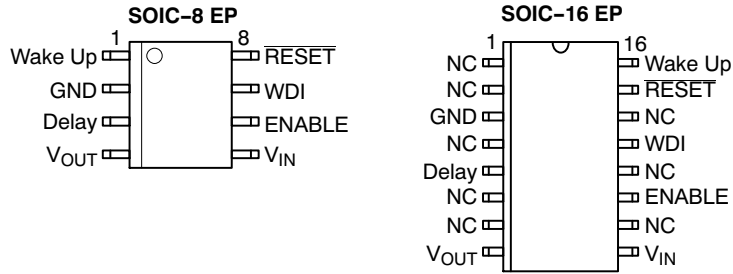 SOIC−8 EP
1 8
Wake Up RESET
GND WDI
Delay ENABLE
VOUT VIN
SOIC−16 EP
1 16
NC Wake Up
NC RESET
GND NC
NC WDI
Delay NC
NC ENABLE
NC NC
VOUT VIN